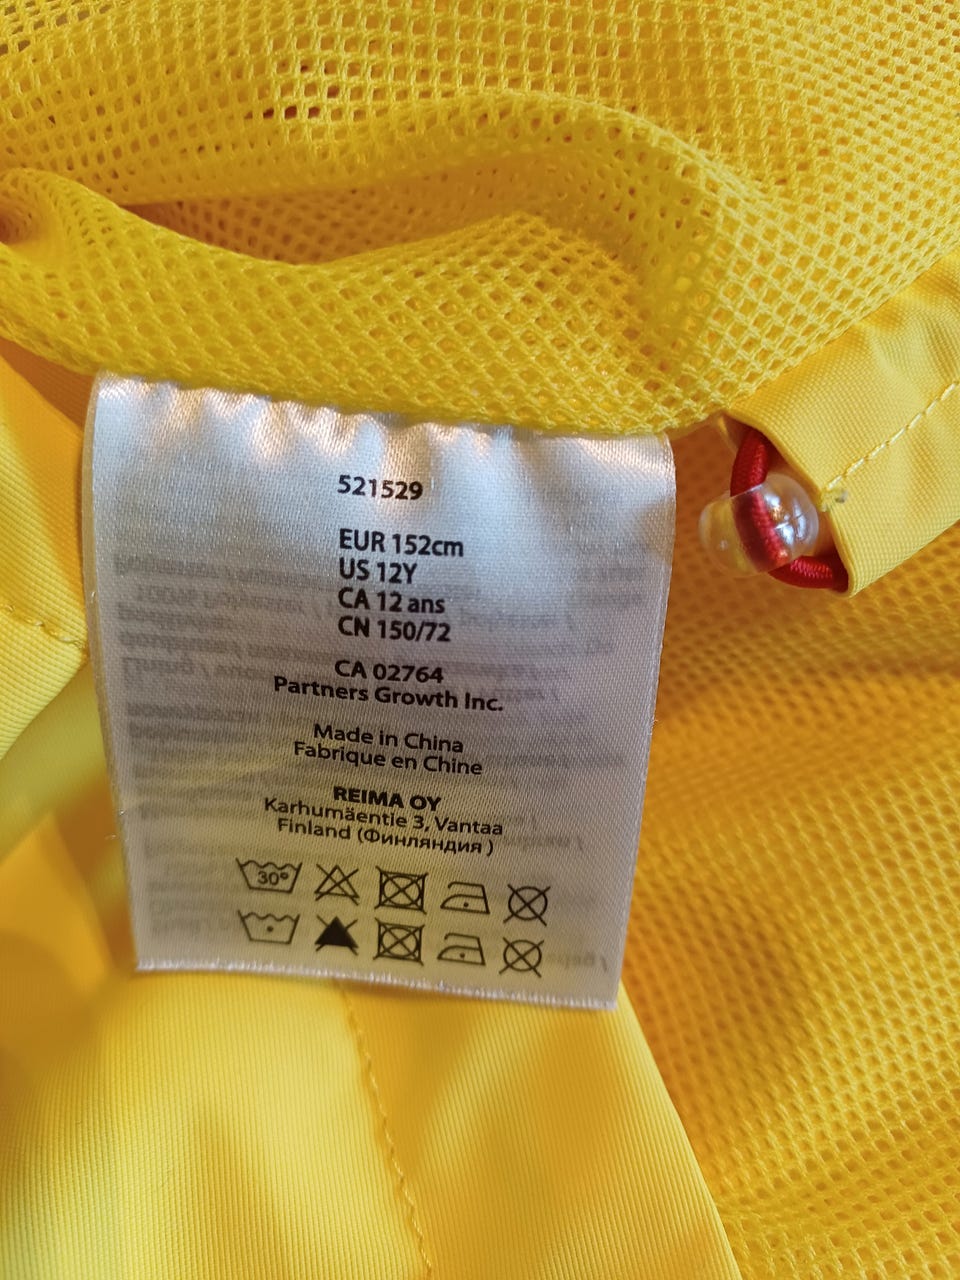 521529
EUR 152cm
US 12Y
CA 12 ans
CN 150/72
CA 02764
Partners Growth Inc.
Made in China
Fabrique en Chine
REIMA OY
Karhumäentie 3, Vantaa
Finland (Финляндия )
30°